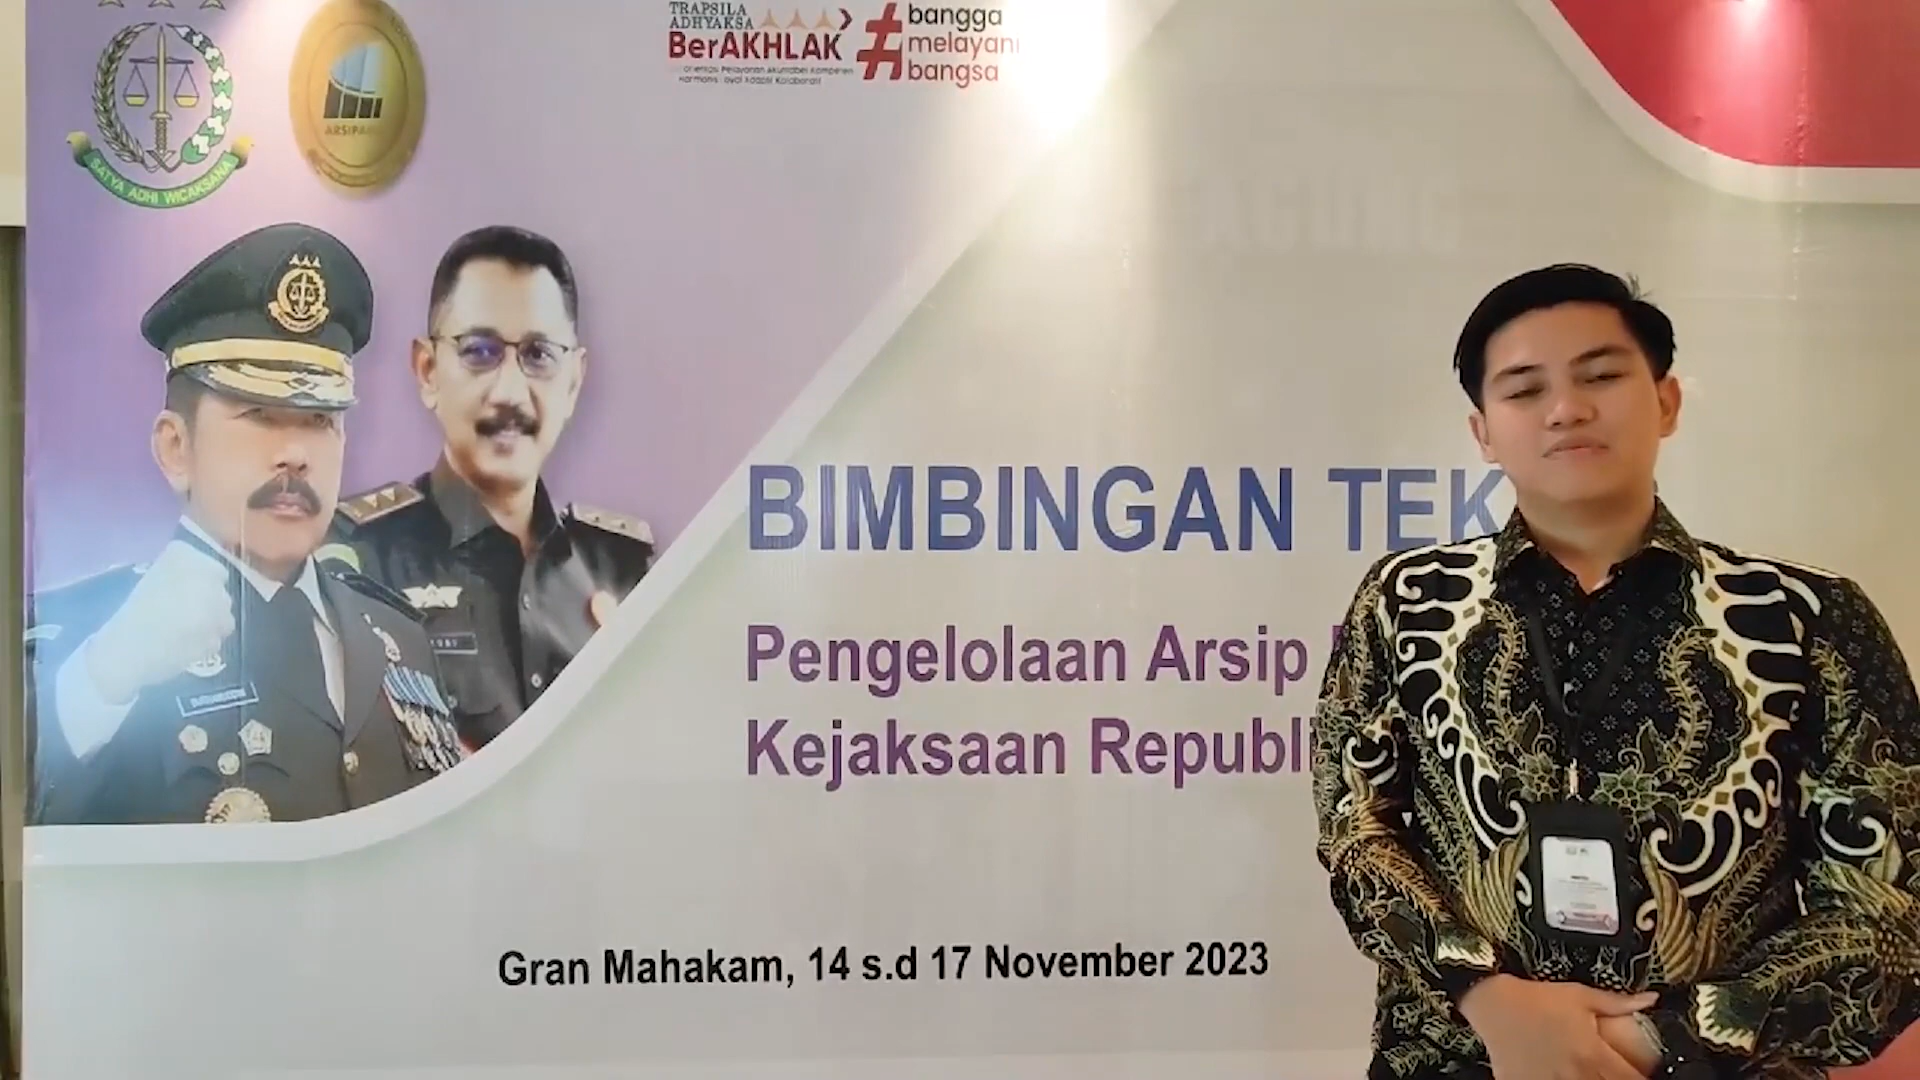 TRAPSILA
ADHYAKSA
BerAKHLAK
#bangga
melayani
bangsa
SATYA ADHI WICAKSANA
BIMBINGAN TEK
Pengelolaan Arsip
Kejaksaan Republi
Gran Mahakam, 14 s.d 17 November 2023